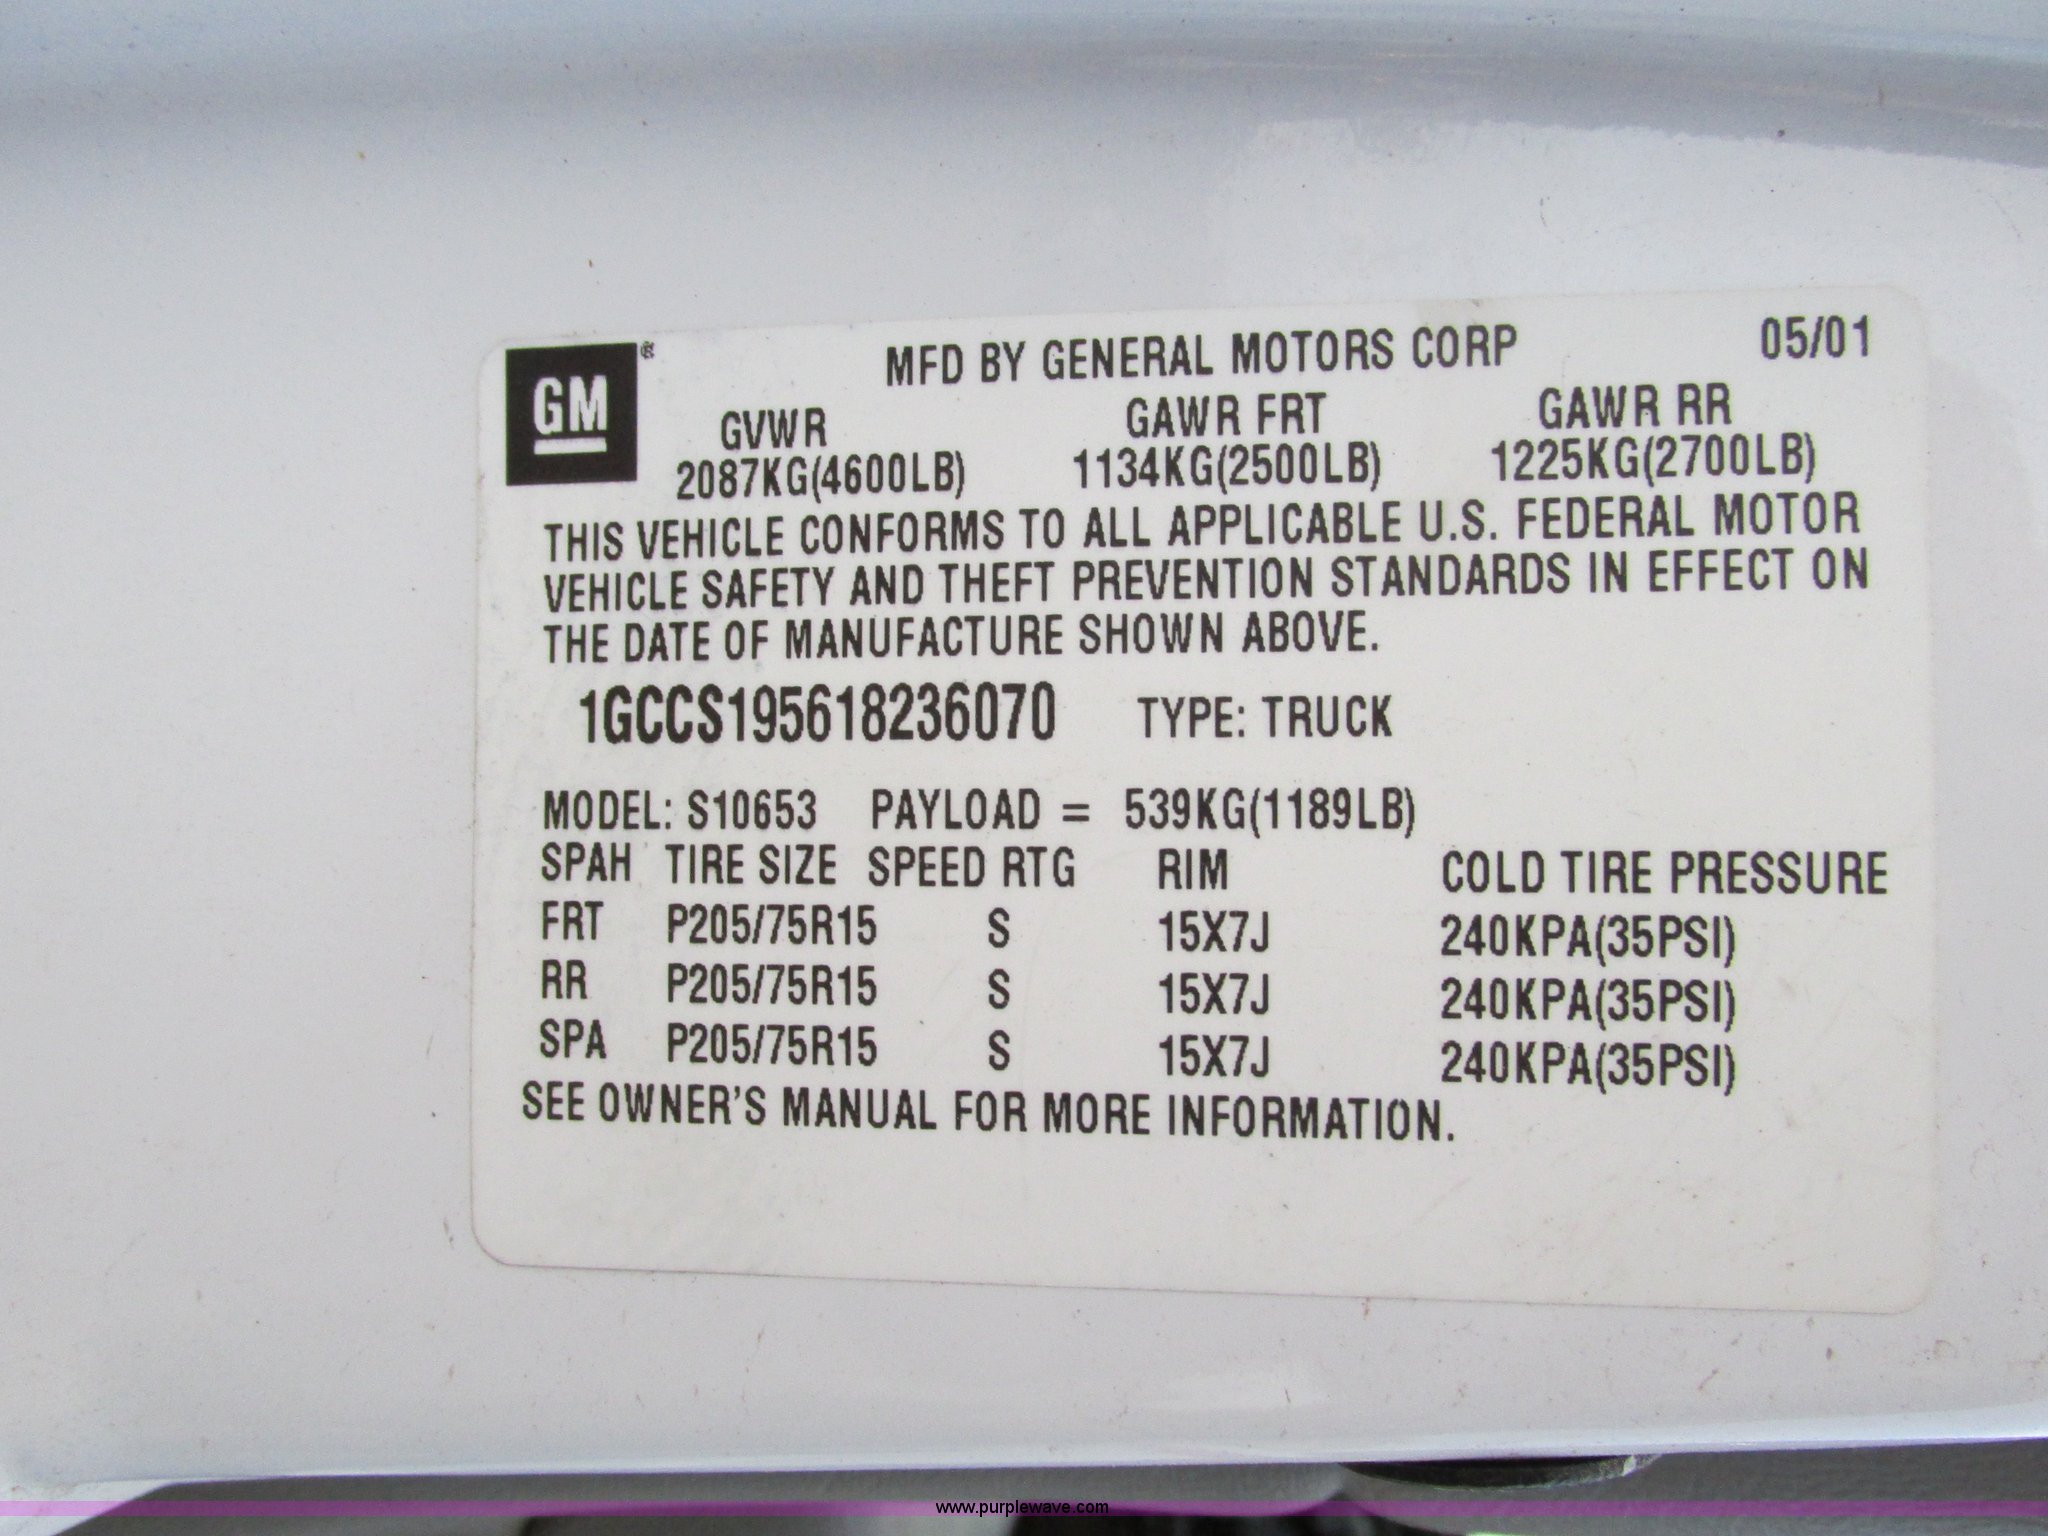 GM®
MFD BY GENERAL MOTORS CORP 05/01
GVWR GAWR FRT GAWR RR
2087KG(4600LB) 1134KG(2500LB) 1225KG(2700LB)
THIS VEHICLE CONFORMS TO ALL APPLICABLE U.S. FEDERAL MOTOR
VEHICLE SAFETY AND THEFT PREVENTION STANDARDS IN EFFECT ON
THE DATE OF MANUFACTURE SHOWN ABOVE.
1GCCS195618236070 TYPE: TRUCK
MODEL: S10653 PAYLOAD = 539KG(1189LB)
SPAH TIRE SIZE SPEED RTG RIM COLD TIRE PRESSURE
FRT P205/75R15 S 15X7J 240KPA(35PSI)
RR P205/75R15 S 15X7J 240KPA(35PSI)
SPA P205/75R15 S 15X7J 240KPA(35PSI)
SEE OWNER'S MANUAL FOR MORE INFORMATION.
www.purplewave.com